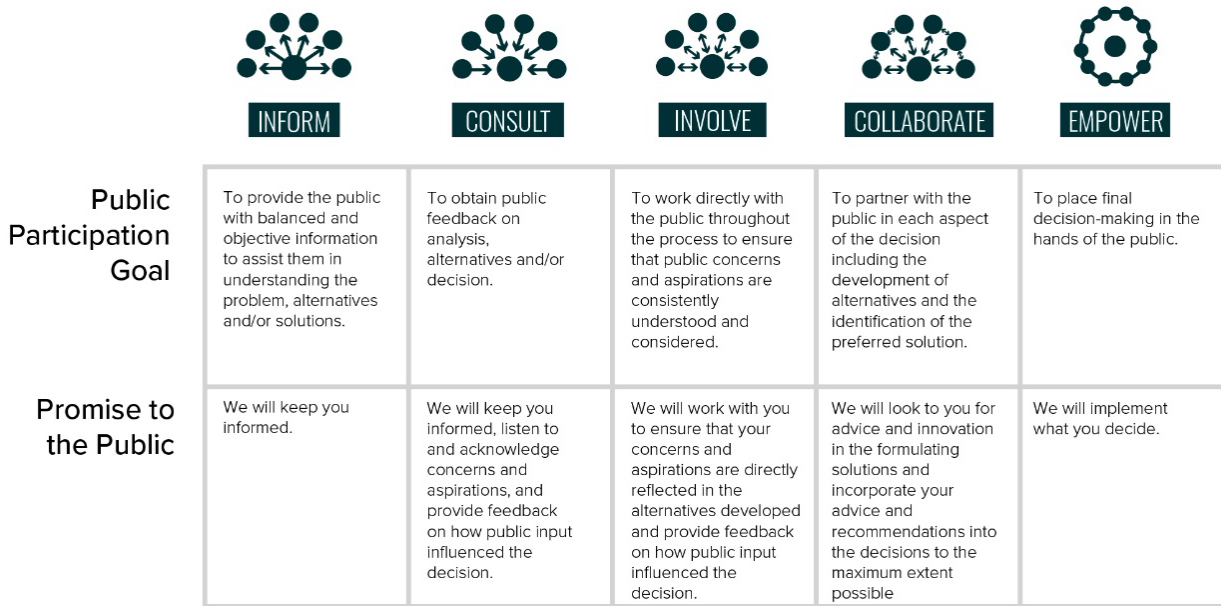 INFORM
CONSULT
INVOLVE
COLLABORATE
EMPOWER
Public
Participation
Goal
To provide the public
with balanced and
objective information
to assist them in
understanding the
problem, alternatives
and/or solutions.
To obtain public
feedback on
analysis,
alternatives and/or
decision.
To work directly with
the public throughout
the process to ensure
that public concerns
and aspirations are
consistently
understood and
considered.
To partner with the
public in each aspect
of the decision
including the
development of
alternatives and the
identification of the
preferred solution.
To place final
decision-making in the
hands of the public.
Promise to
the Public
We will keep you
informed.
We will keep you
informed, listen to
and acknowledge
concerns and
aspirations, and
provide feedback
on how public input
influenced the
decision.
We will work with you
to ensure that your
concerns and
aspirations are directly
reflected in the
alternatives developed
and provide feedback
on how public input
influenced the
decision.
We will look to you for
advice and innovation
in the formulating
solutions and
incorporate your
advice and
recommendations into
the decisions to the
maximum extent
possible
We will implement
what you decide.